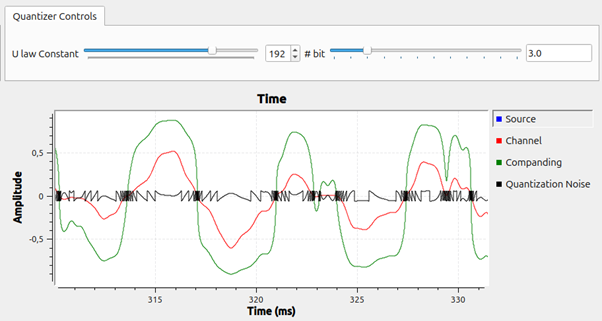 Quantizer Controls
U law Constant 192 # bit 3.0
Time
Source
Channel
Companding
Quantization Noise
Amplitude
0,5
0
-0,5
315 320 325 330
Time (ms)